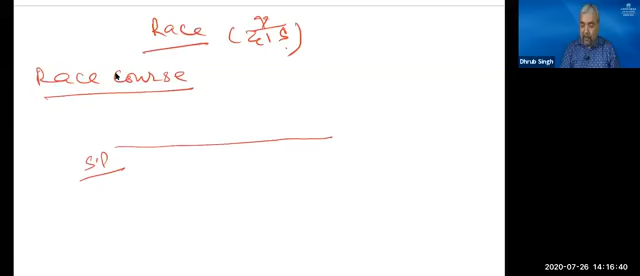 Race (दौड़)
Race course
S.P
Dhrub Singh
2020-07-26 14:16:40